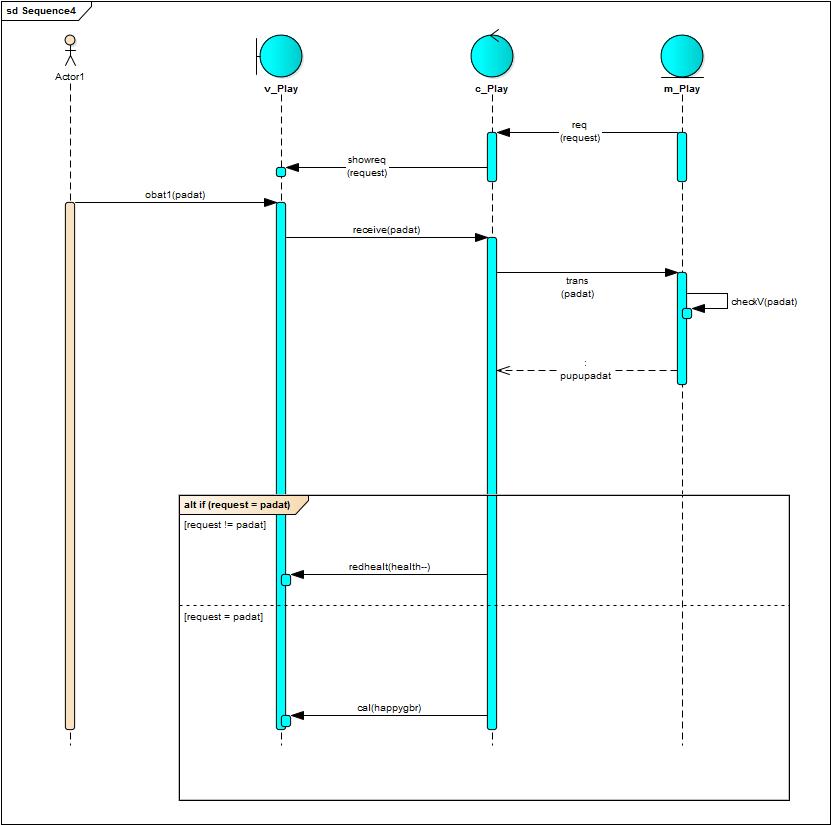 sd Sequence4
Actor1
v_Play
c_Play
m_Play
req
(request)
showreq
(request)
obat1(padat)
receive(padat)
trans
(padat)
checkV(padat)
:
pupupadat
alt if (request = padat)
[request != padat]
redhealt(health--)
[request = padat]
cal(happygbr)